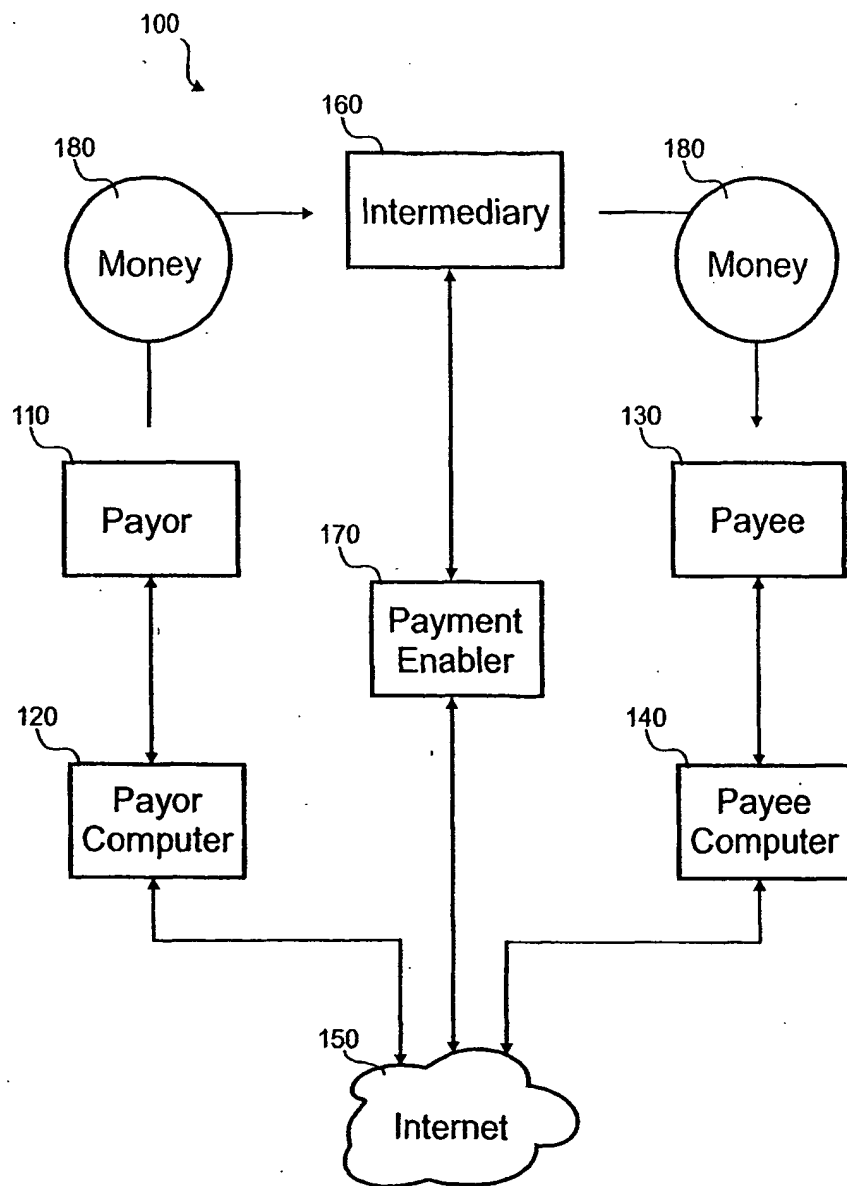 100
160
180
180
Intermediary
Money
Money
110
130
Payor
Payee
170
Payment
Enabler
120
140
Payor
Computer
Payee
Computer
150
Internet